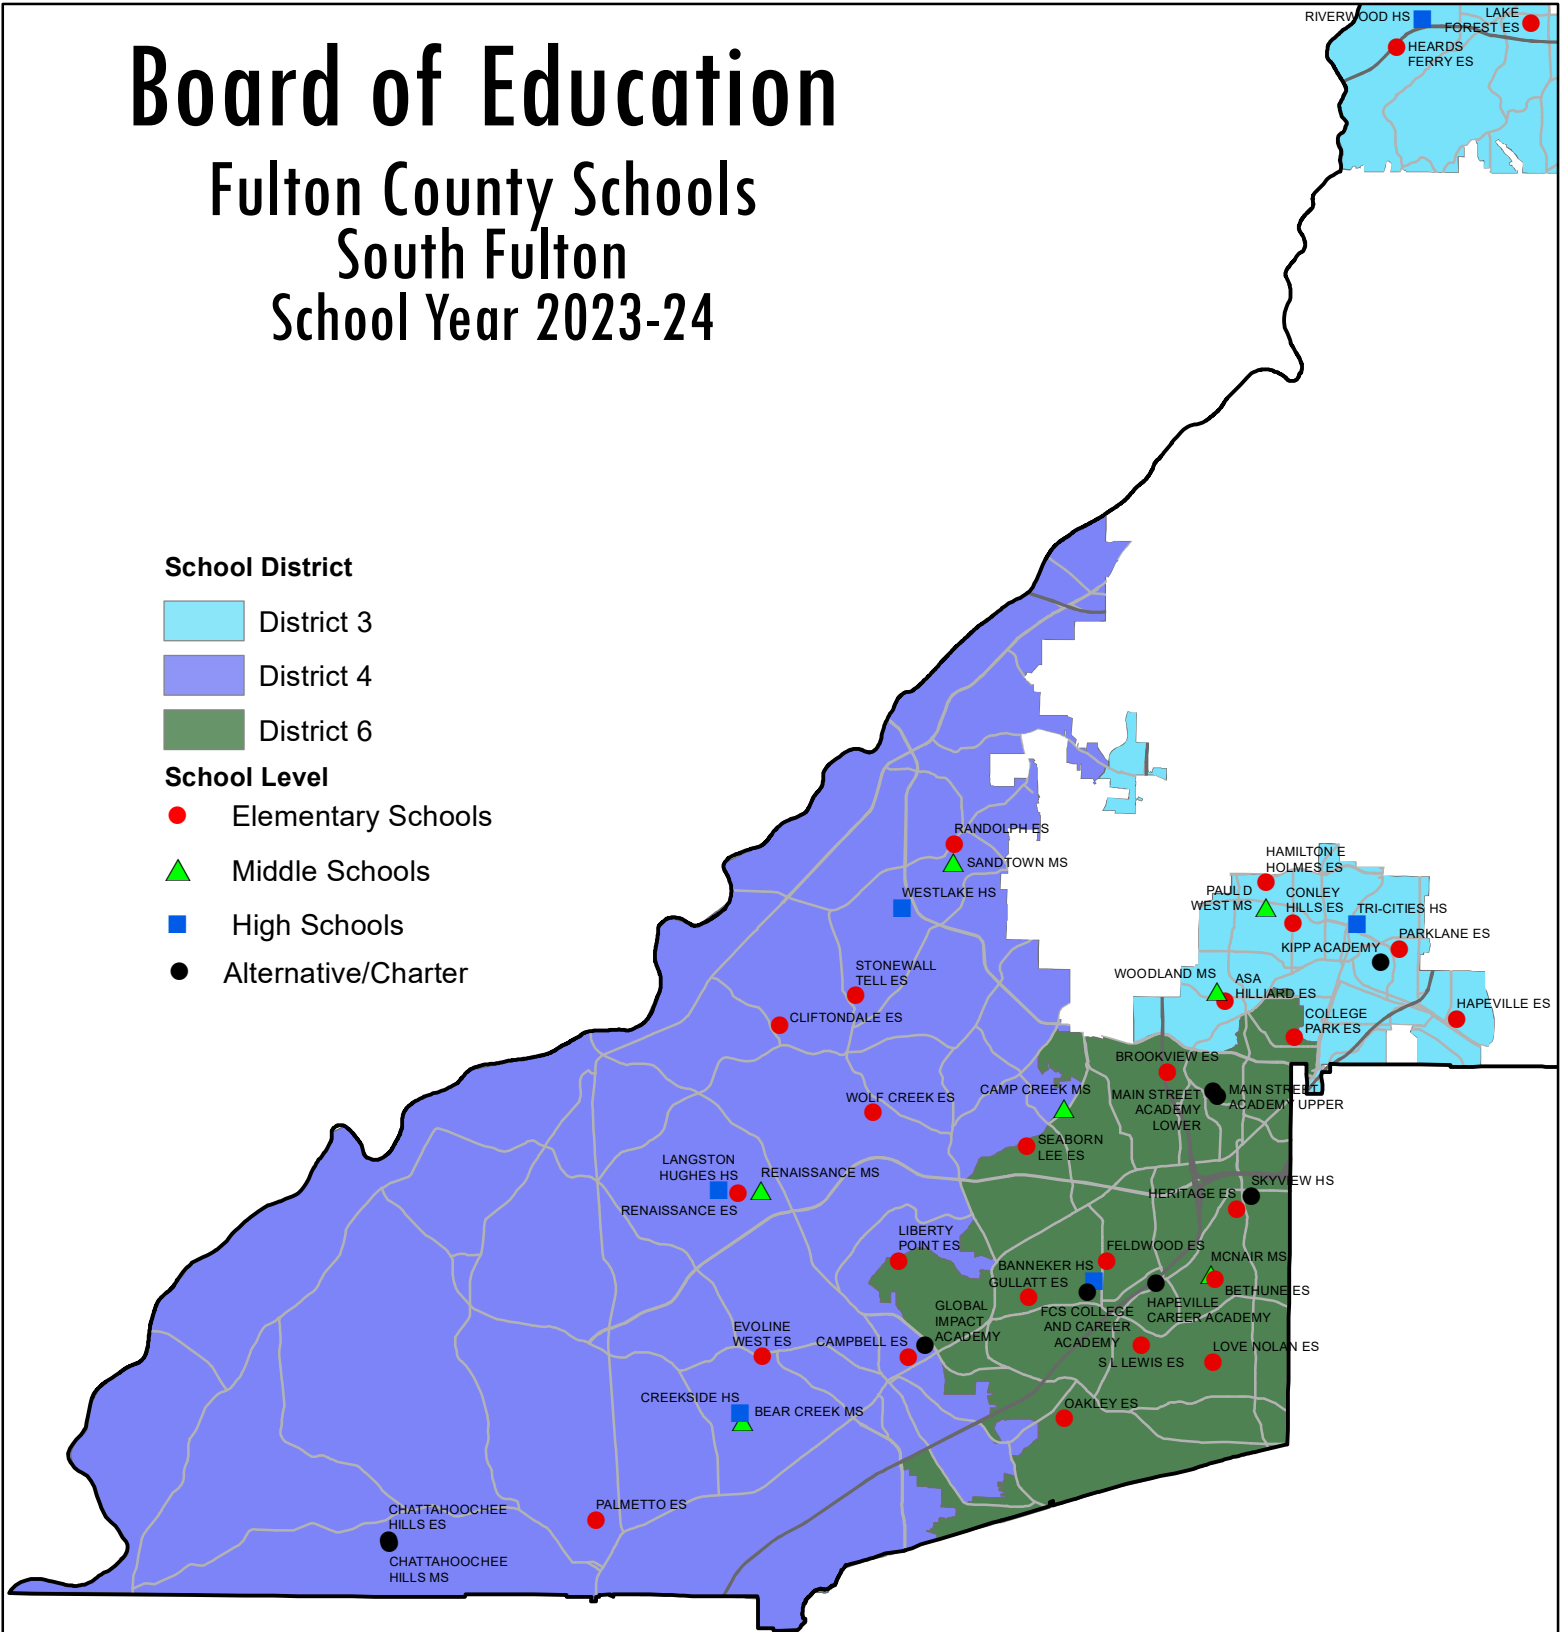 Board of Education
Fulton County Schools
South Fulton
School Year 2023-24
RIVERWOOD HS
LAKE
FOREST ES
HEARDS
FERRY ES
School District
District 3
District 4
District 6
School Level
Elementary Schools
Middle Schools
High Schools
Alternative/Charter
RANDOLPH ES
SANDTOWN MS
WESTLAKE HS
HAMILTON E
HOLMES ES
PAUL D
WEST MS
CONLEY
HILLS ES
TRI-CITIES HS
PARKLANE ES
KIPP ACADEMY
STONEWALL
TELL ES
CLIFTONDALE ES
WOODLAND MS
ASA
HILLIARD ES
HAPEVILLE ES
COLLEGE
PARK ES
BROOKVIEW ES
WOLF CREEK ES
CAMP CREEK MS
MAIN STREET
ACADEMY
LOWER
MAIN STREET
ACADEMY UPPER
SEABORN
LEE ES
LANGSTON
HUGHES HS
RENAISSANCE MS
RENAISSANCE ES
HERITAGE ES
SKYVIEW HS
LIBERTY
POINT ES
FELDWOOD ES
BANNEKER HS
GULLATT ES
MCNAIR MS
BETHUNE ES
GLOBAL
IMPACT
ACADEMY
FCS COLLEGE
AND CAREER
ACADEMY
HAPEVILLE
CAREER ACADEMY
EVOLINE
WEST ES
CAMPBELL ES
S L LEWIS ES
LOVE NOLAN ES
CREEKSIDE HS
BEAR CREEK MS
OAKLEY ES
PALMETTO ES
CHATTAHOOCHEE
HILLS ES
CHATTAHOOCHEE
HILLS MS